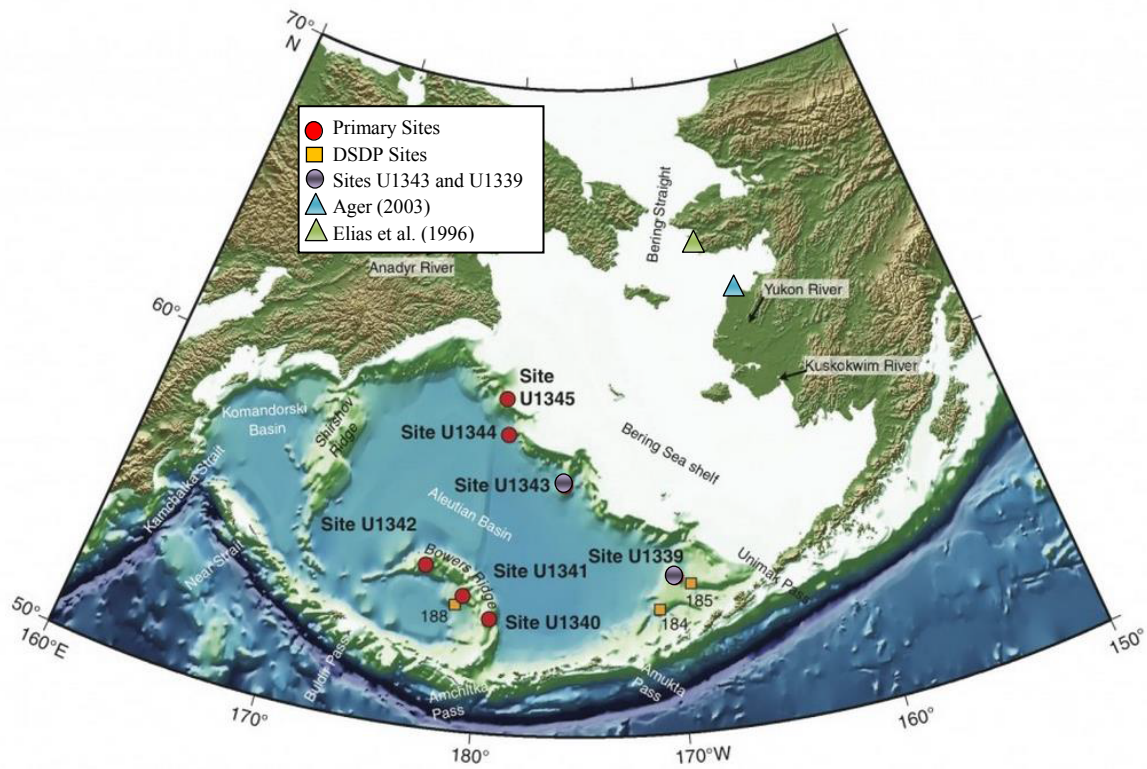 70°
N
Primary Sites
DSDP Sites
Sites U1343 and U1339
Ager (2003)
Elias et al. (1996)
Bering Straight
Anadyr River
Yukon River
60°
Kuskokwim River
Site
U1345
Komandorski
Basin
Shirshov
Ridge
Site U1344
Bering Sea shelf
Kamchatka Strait
Site U1343
Aleutian Basin
Site U1342
Near Strait
Bowers Ridge
Site U1339
Unimak Pass
Site U1341
185
188
184
Site U1340
50°
160°E
150°
Buldir Pass
Amchitka
Pass
Amukta
Pass
170°
160°
180°
170°W